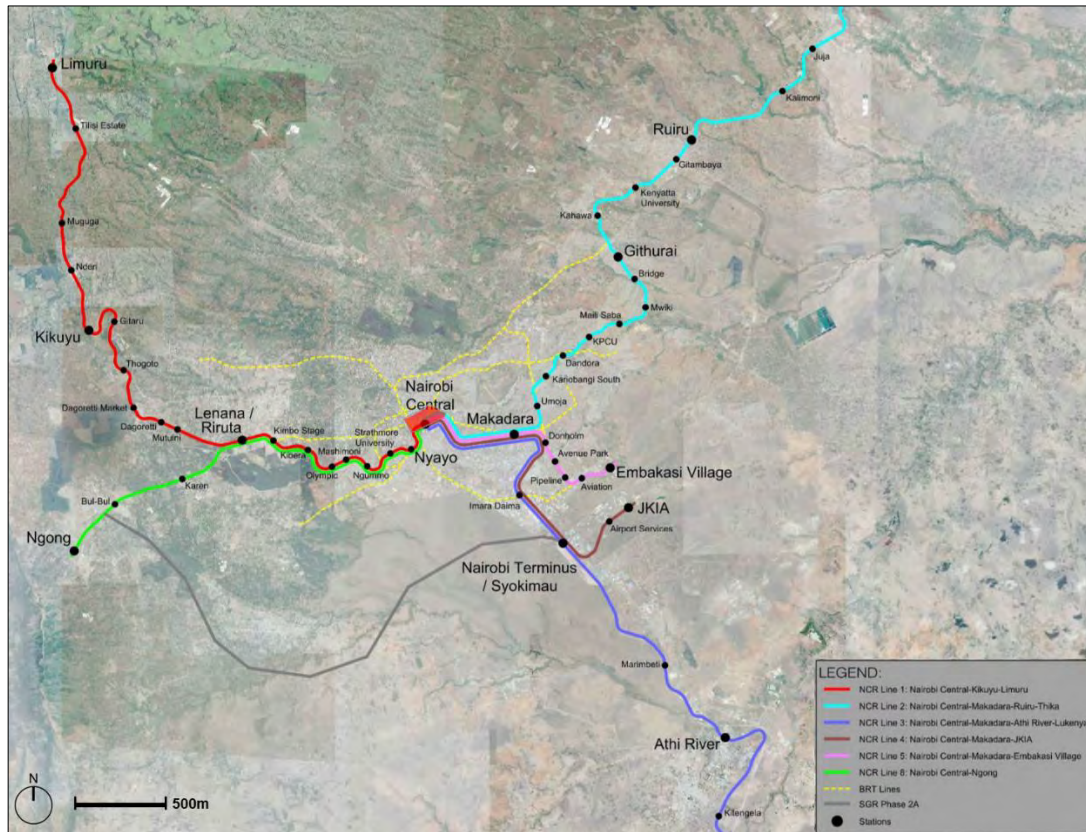 Limuru
Tilisi Estate
Muguga
Nderi
Kikuyu
Gitaru
Thogoto
Dagoretti Market
Dagoretti
Mutuini
Lenana /
Riruta
Kimbo Stage
Kibera
Olympic
Mashimoni
Ngummo
Strathmore
University
Nyayo
Nairobi
Central
Karen
Bul-Bul
Ngong
Juja
Kalimoni
Ruiru
Gitambaya
Kenyatta
University
Kahawa
Githurai
Bridge
Mwiki
Maili Saba
KPCU
Dandora
Kariobangi South
Umoja
Makadara
Donholm
Avenue Park
Pipeline
Aviation
Embakasi Village
Imara Daima
JKIA
Airport Services
Nairobi Terminus
/ Syokimau
Marimbeti
Athi River
Kitengela
N
500m
LEGEND:
NCR Line 1: Nairobi Central-Kikuyu-Limuru
NCR Line 2: Nairobi Central-Makadara-Ruiru-Thika
NCR Line 3: Nairobi Central-Makadara-Athi River-Lukenya
NCR Line 4: Nairobi Central-Makadara-JKIA
NCR Line 5: Nairobi Central-Makadara-Embakasi Village
NCR Line 6: Nairobi Central-Ngong
BRT Lines
SGR Phase 2A
Stations